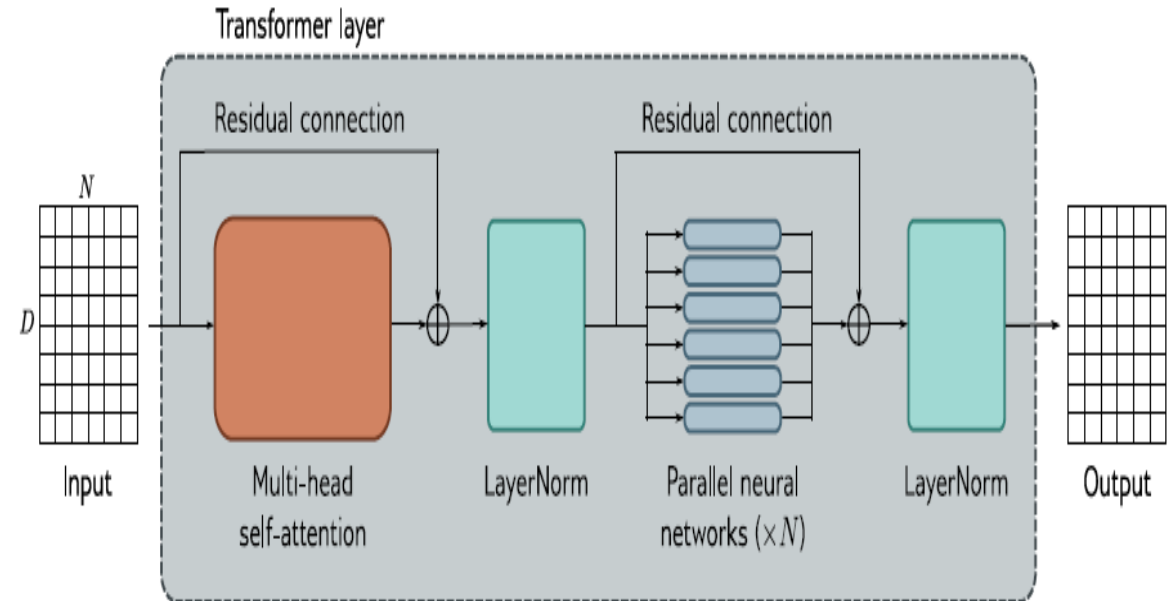 Transformer layer
Residual connection
Residual connection
N
D
Input
Multi-head
self-attention
LayerNorm
Parallel neural
networks (×N)
LayerNorm
Output